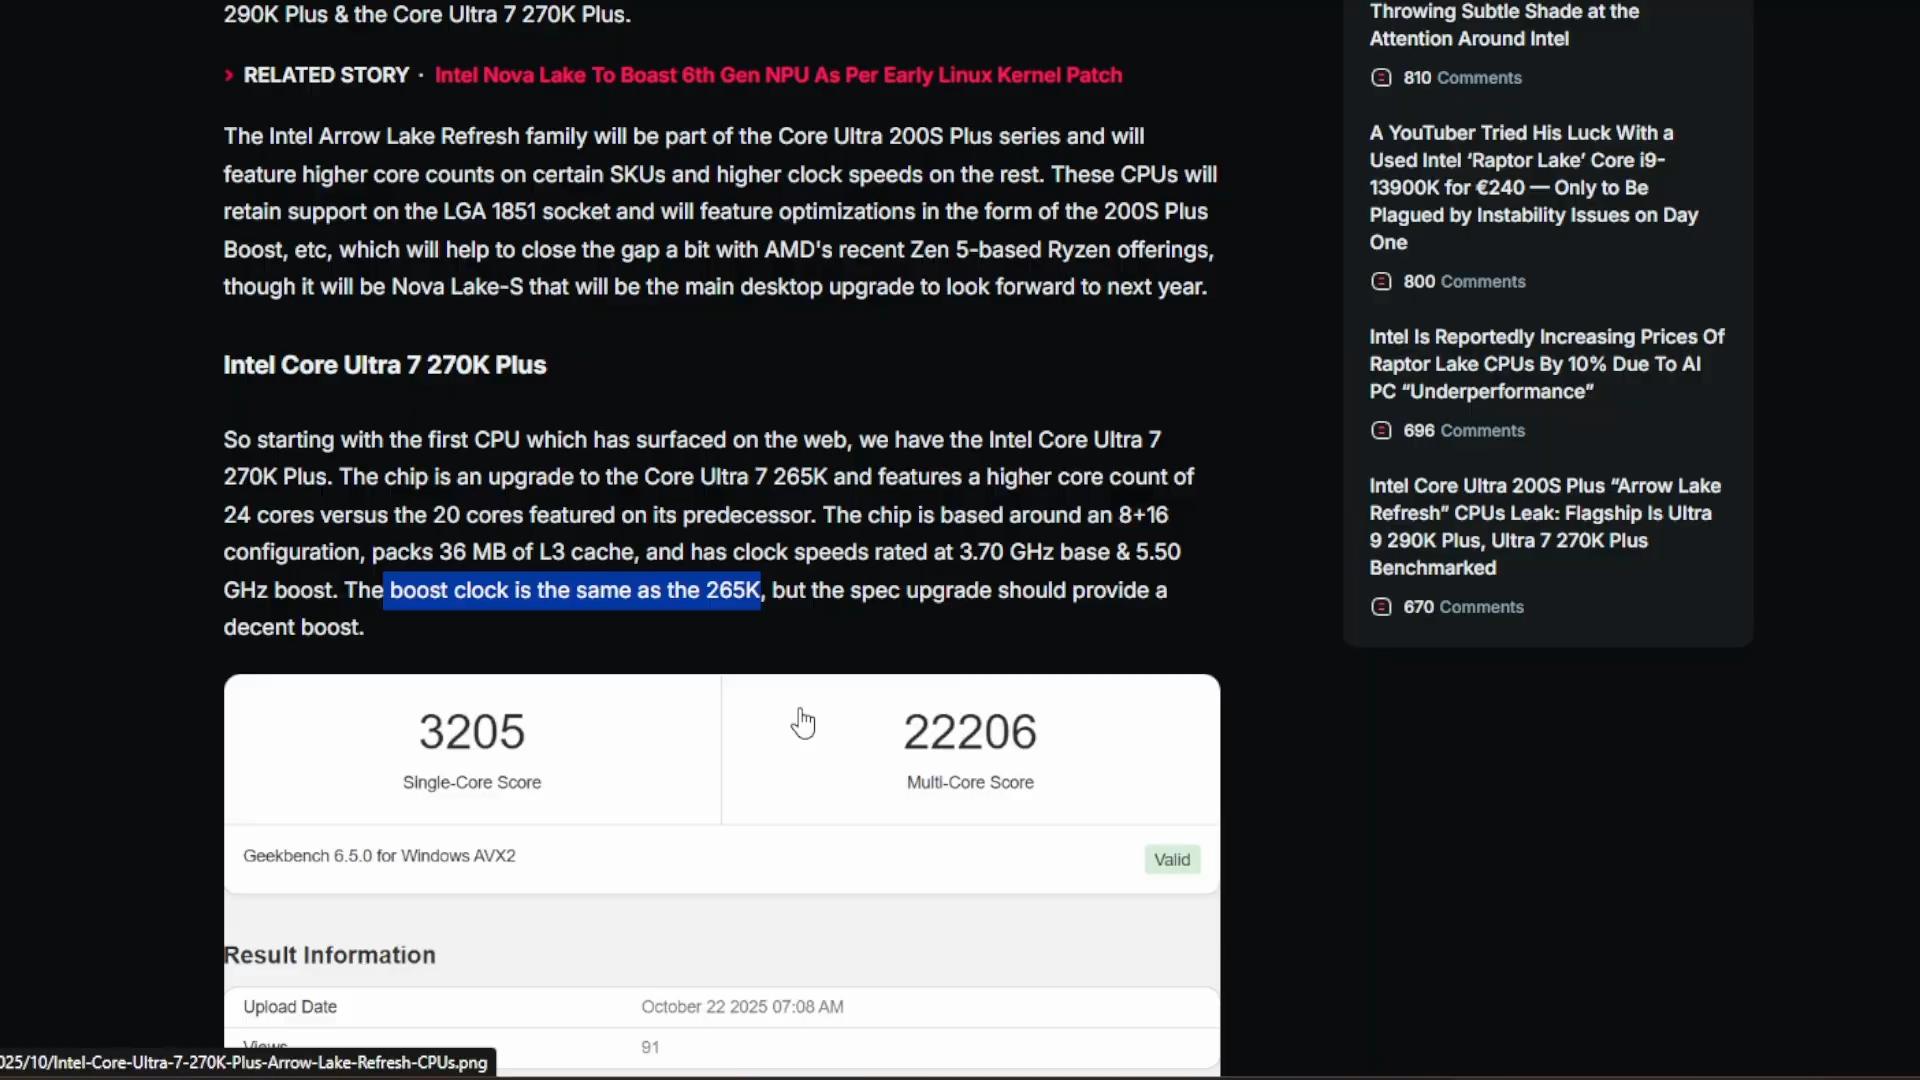 290K Plus & the Core Ultra 7 270K Plus.
› RELATED STORY · Intel Nova Lake To Boast 6th Gen NPU As Per Early Linux Kernel Patch
The Intel Arrow Lake Refresh family will be part of the Core Ultra 200S Plus series and will
feature higher core counts on certain SKUs and higher clock speeds on the rest. These CPUs will
retain support on the LGA 1851 socket and will feature optimizations in the form of the 200S Plus
Boost, etc, which will help to close the gap a bit with AMD's recent Zen 5-based Ryzen offerings,
though it will be Nova Lake-S that will be the main desktop upgrade to look forward to next year.
Intel Core Ultra 7 270K Plus
So starting with the first CPU which has surfaced on the web, we have the Intel Core Ultra 7
270K Plus. The chip is an upgrade to the Core Ultra 7 265K and features a higher core count of
24 cores versus the 20 cores featured on its predecessor. The chip is based around an 8+16
configuration, packs 36 MB of L3 cache, and has clock speeds rated at 3.70 GHz base & 5.50
GHz boost. The boost clock is the same as the 265K, but the spec upgrade should provide a
decent boost.
3205
Single-Core Score
22206
Multi-Core Score
Geekbench 6.5.0 for Windows AVX2
Valid
Result Information
Upload Date October 22 2025 07:08 AM
Views 91
025/10/Intel-Core-Ultra-7-270K-Plus-Arrow-Lake-Refresh-CPUs.png
Throwing Subtle Shade at the
Attention Around Intel
810 Comments
A YouTuber Tried His Luck With a
Used Intel ‘Raptor Lake’ Core i9-
13900K for €240 — Only to Be
Plagued by Instability Issues on Day
One
800 Comments
Intel Is Reportedly Increasing Prices Of
Raptor Lake CPUs By 10% Due To AI
PC “Underperformance”
696 Comments
Intel Core Ultra 200S Plus “Arrow Lake
Refresh” CPUs Leak: Flagship Is Ultra
9 290K Plus, Ultra 7 270K Plus
Benchmarked
670 Comments